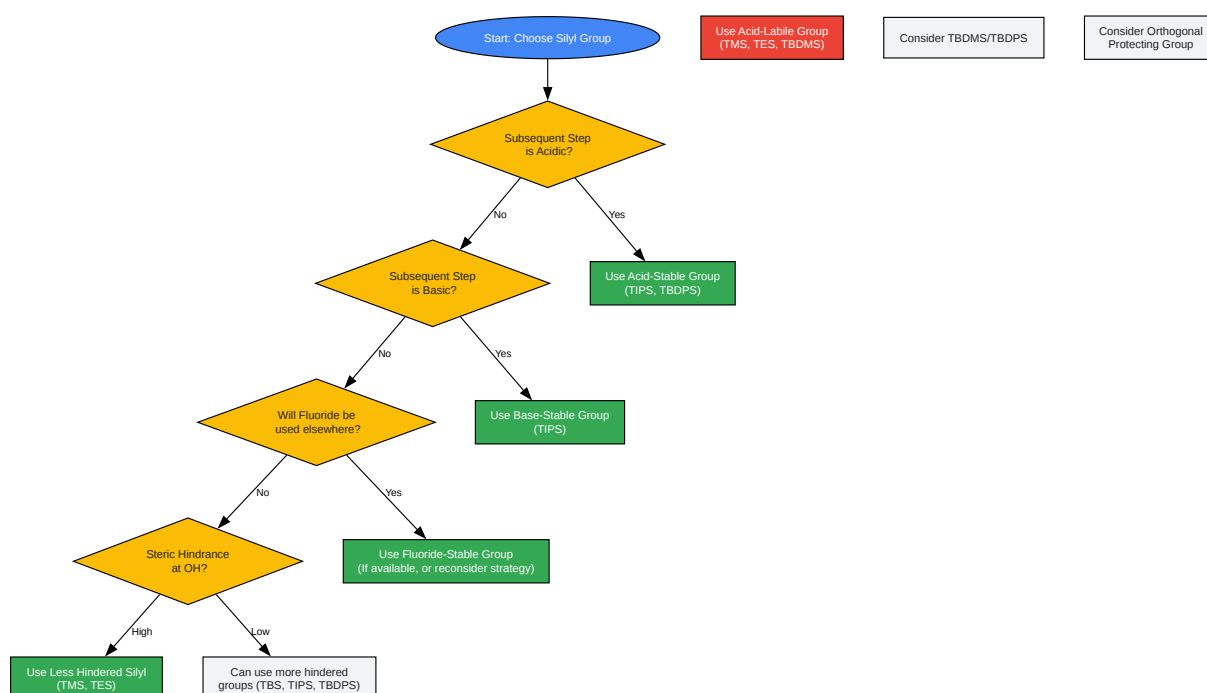 Start: Choose Silyl Group
Use Acid-Labile Group
(TMS, TES, TBDMS)
Consider TBDMS/TBDPS
Consider Orthogonal
Protecting Group
Subsequent Step
is Acidic?
No
Yes
Subsequent Step
is Basic?
Use Acid-Stable Group
(TIPS, TBDPS)
No
Yes
Will Fluoride be
used elsewhere?
Use Base-Stable Group
(TIPS)
No
Yes
Steric Hindrance
at OH?
Use Fluoride-Stable Group
(If available, or reconsider strategy)
High
Low
Use Less Hindered Silyl
(TMS, TES)
Can use more hindered
groups (TBS, TIPS, TBDPS)